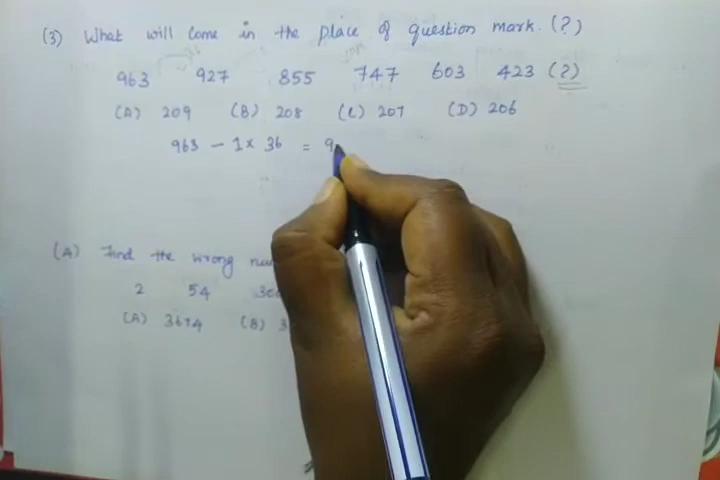 (3) What will come in the place of question mark. (?)
963 927 855 747 603 423 (?)
(A) 209 (B) 208 (C) 207 (D) 206
963 - 1 x 36 = 9
(A) Find the wrong
2 54 300
(A) 3674 (B) 3